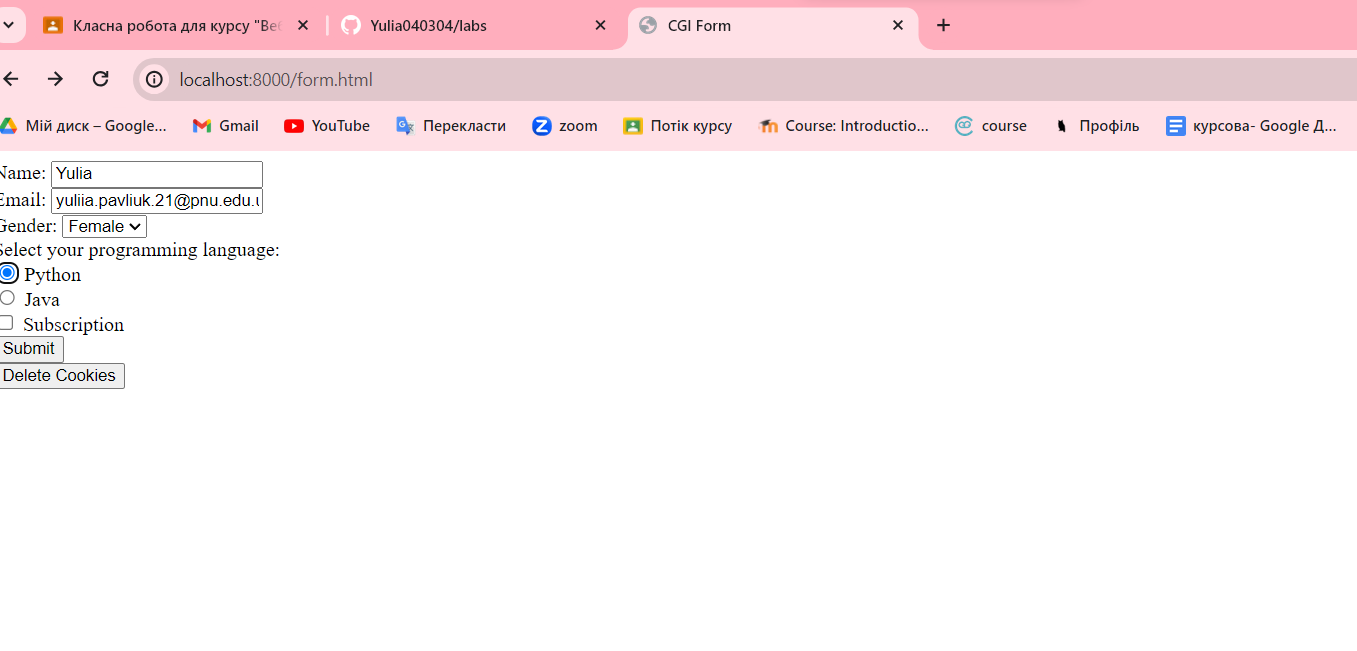 Класна робота для курсу "Веб Yulia040304/labs CGI Form
localhost:8000/form.html
Мій диск – Google... Gmail YouTube Перекласти zoom Потік курсу Course: Introductio... course Профіль курсова- Google Д...
Name: Yulia
Email: yuliia.pavliuk.21@pnu.edu.u
Gender: Female
Select your programming language:
Python
Java
Subscription
Submit
Delete Cookies